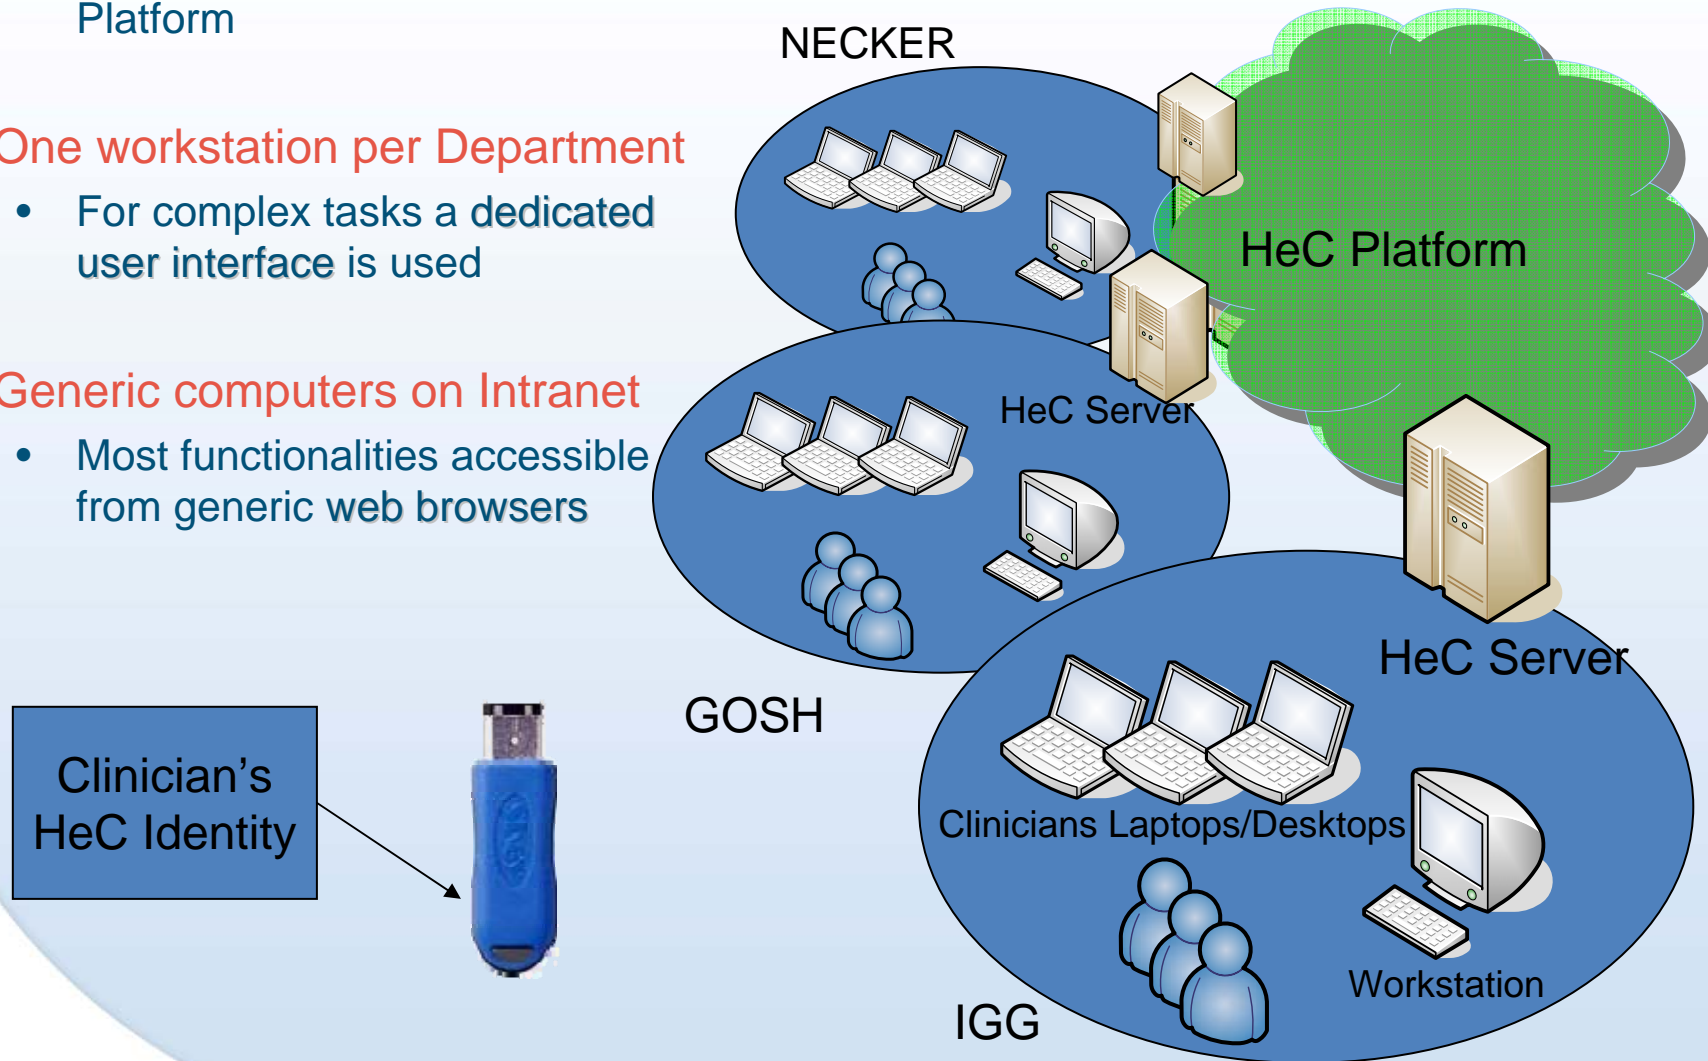 Platform
One workstation per Department
• For complex tasks a dedicated
user interface is used
Generic computers on Intranet
• Most functionalities accessible
from generic web browsers
Clinician's
HeC Identity
NECKER
HeC Platform
HeC Server
GOSH
HeC Server
Clinicians Laptops/Desktops
Workstation
IGG